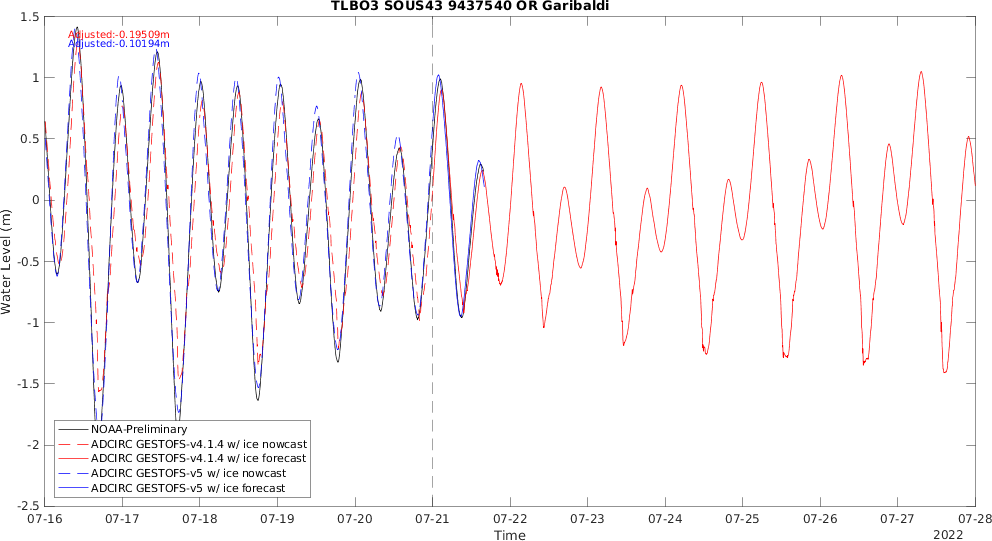 TLBO3 SOUS43 9437540 OR Garibaldi
Adjusted:-0.19509m
Adjusted:-0.10194m
Water Level (m)
1.5
1
0.5
0
-0.5
-1
-1.5
-2
-2.5
NOAA-Preliminary
ADCIRC GESTOFS-v4.1.4 w/ ice nowcast
ADCIRC GESTOFS-v4.1.4 w/ ice forecast
ADCIRC GESTOFS-v5 w/ ice nowcast
ADCIRC GESTOFS-v5 w/ ice forecast
07-16 07-17 07-18 07-19 07-20 07-21 07-22 07-23 07-24 07-25 07-26 07-27 07-28
Time
2022